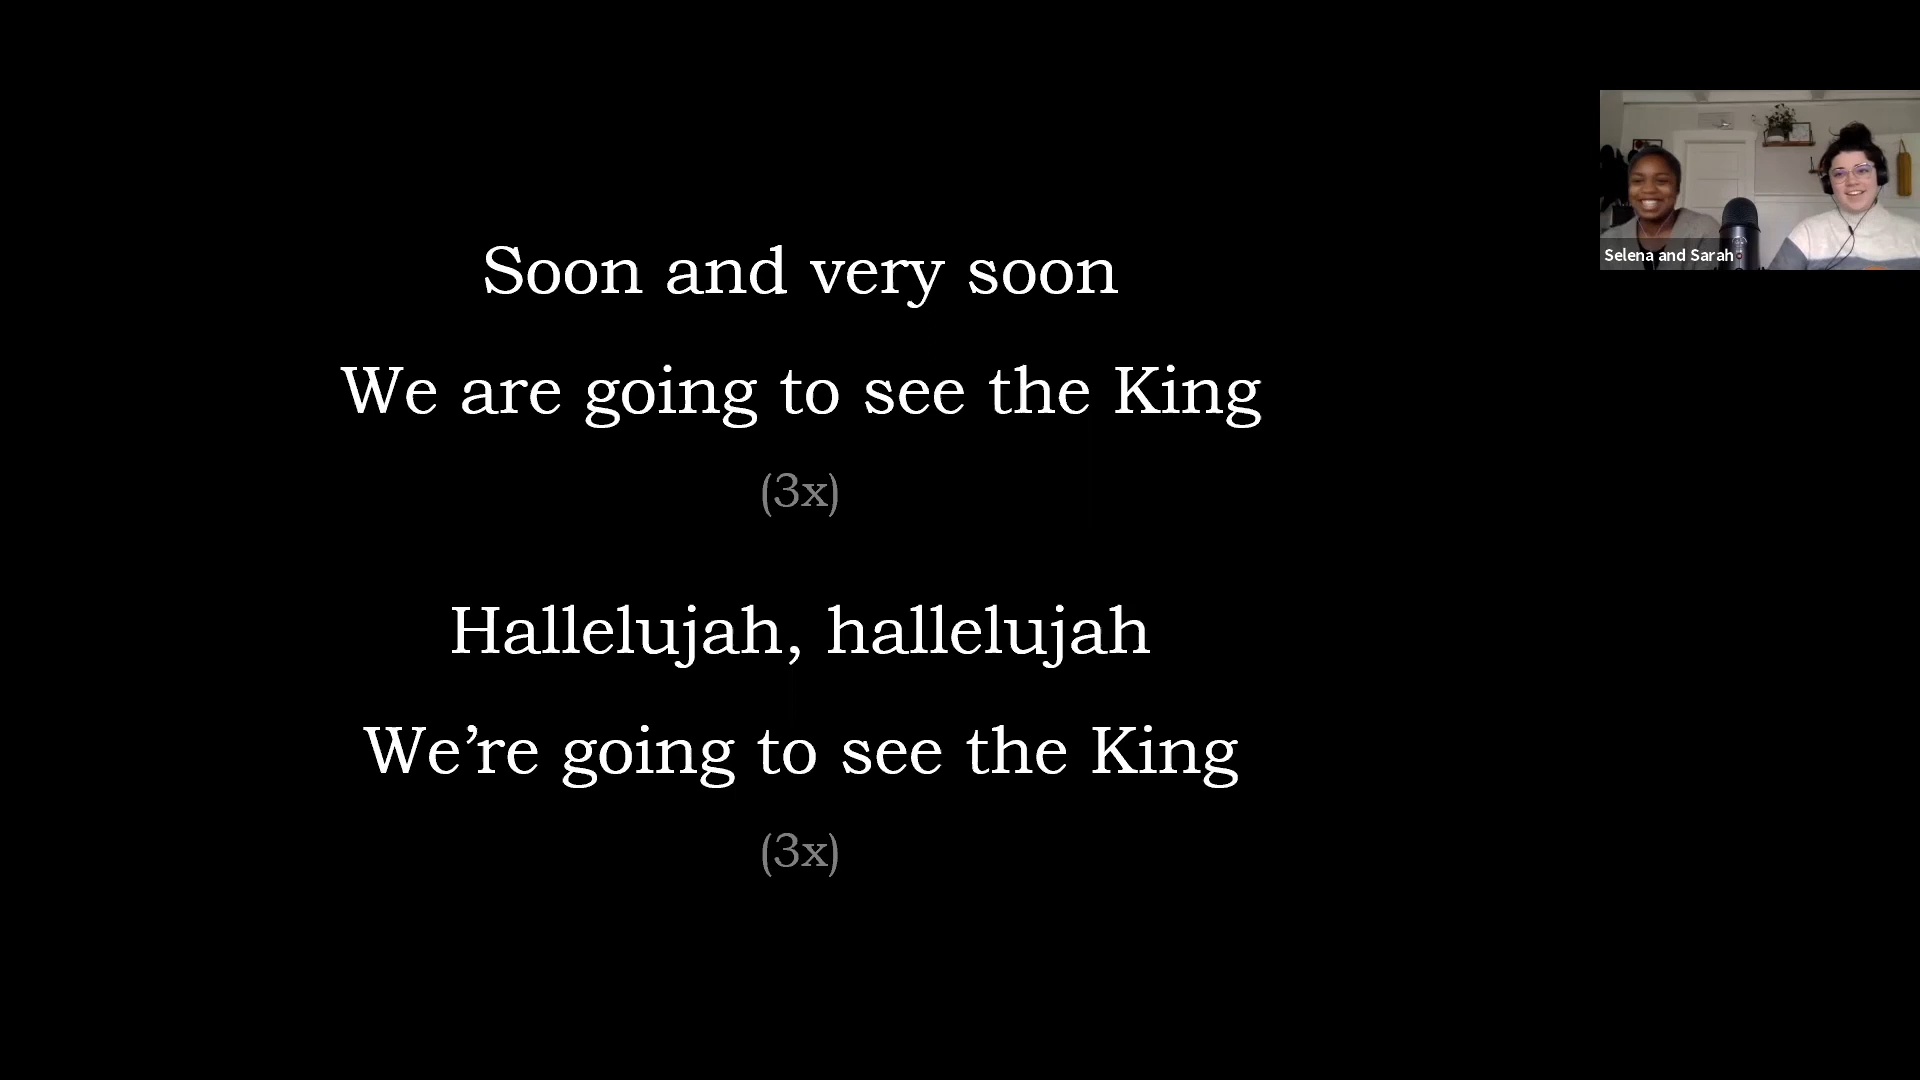 Soon and very soon
We are going to see the King
(3x)
Hallelujah, hallelujah
We’re going to see the King
(3x)
Selena and Sarah